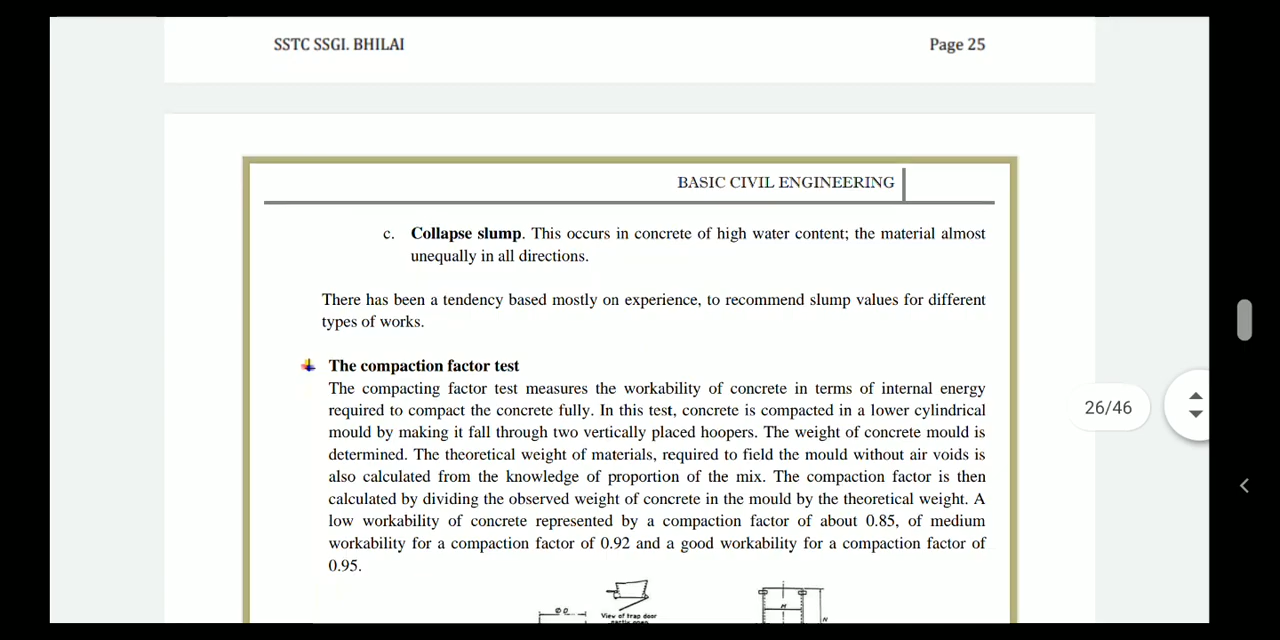 SSTC SSGI. BHILAI Page 25
BASIC CIVIL ENGINEERING
c. Collapse slump. This occurs in concrete of high water content; the material almost
unequally in all directions.
There has been a tendency based mostly on experience, to recommend slump values for different
types of works.
The compaction factor test
The compacting factor test measures the workability of concrete in terms of internal energy
required to compact the concrete fully. In this test, concrete is compacted in a lower cylindrical
mould by making it fall through two vertically placed hoopers. The weight of concrete mould is
determined. The theoretical weight of materials, required to field the mould without air voids is
also calculated from the knowledge of proportion of the mix. The compaction factor is then
calculated by dividing the observed weight of concrete in the mould by the theoretical weight. A
low workability of concrete represented by a compaction factor of about 0.85, of medium
workability for a compaction factor of 0.92 and a good workability for a compaction factor of
0.95.
26/46
View of trap door
M
N